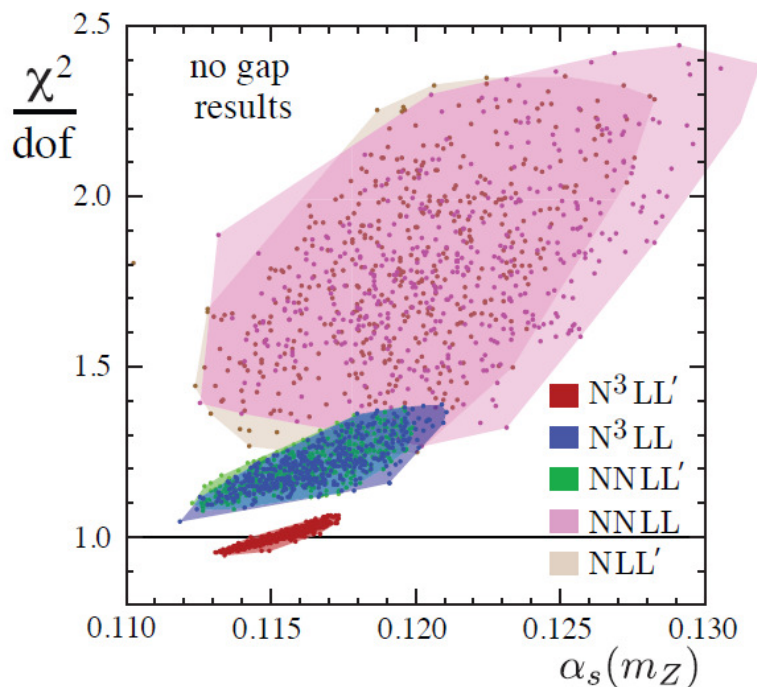 2.5
2.0
1.5
1.0
χ²
dof
no gap
results
N³LL′
N³LL
NNLL′
NNLL
NLL′
0.110 0.115 0.120 0.125 0.130
αₛ(m_Z)